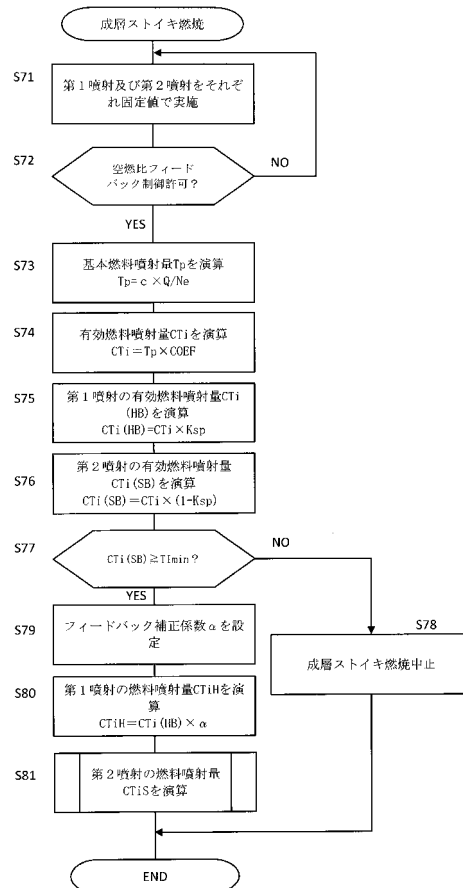 成層ストイキ燃焼
S71
第１噴射及び第２噴射をそれぞ
れ固定値で実施
S72
空燃比フィード
バック制御許可？
NO
YES
S73
基本燃料噴射量Tpを演算
Tp=ｃ×Q/Ne
S74
有効燃料噴射量CTiを演算
CTi=Tp×COEF
S75
第１噴射の有効燃料噴射量CTi
(HB)を演算
CTi(HB)=CTi×Ksp
S76
第２噴射の有効燃料噴射量
CTi(SB)を演算
CTi(SB)=CTi×(1-Ksp)
S77
CTi(SB)≧TImin？
NO
YES
S78
成層ストイキ燃焼中止
S79
フィードバック補正係数αを設
定
S80
第１噴射の燃料噴射量CTiHを演
算
CTiH=CTi(HB)×α
S81
第２噴射の燃料噴射量
CTiSを演算
END